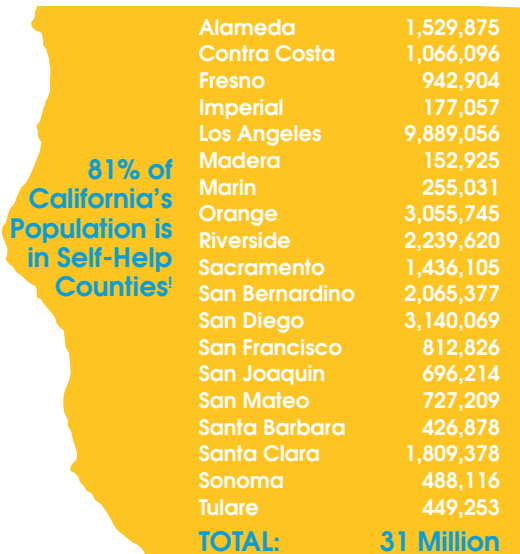 81% of
California's
Population is
in Self-Help
Counties!
Alameda 1,529,875
Contra Costa 1,066,096
Fresno 942,904
Imperial 177,057
Los Angeles 9,889,056
Madera 152,925
Marin 255,031
Orange 3,055,745
Riverside 2,239,620
Sacramento 1,436,105
San Bernardino 2,065,377
San Diego 3,140,069
San Francisco 812,826
San Joaquin 696,214
San Mateo 727,209
Santa Barbara 426,878
Santa Clara 1,809,378
Sonoma 488,116
Tulare 449,253
TOTAL: 31 Million